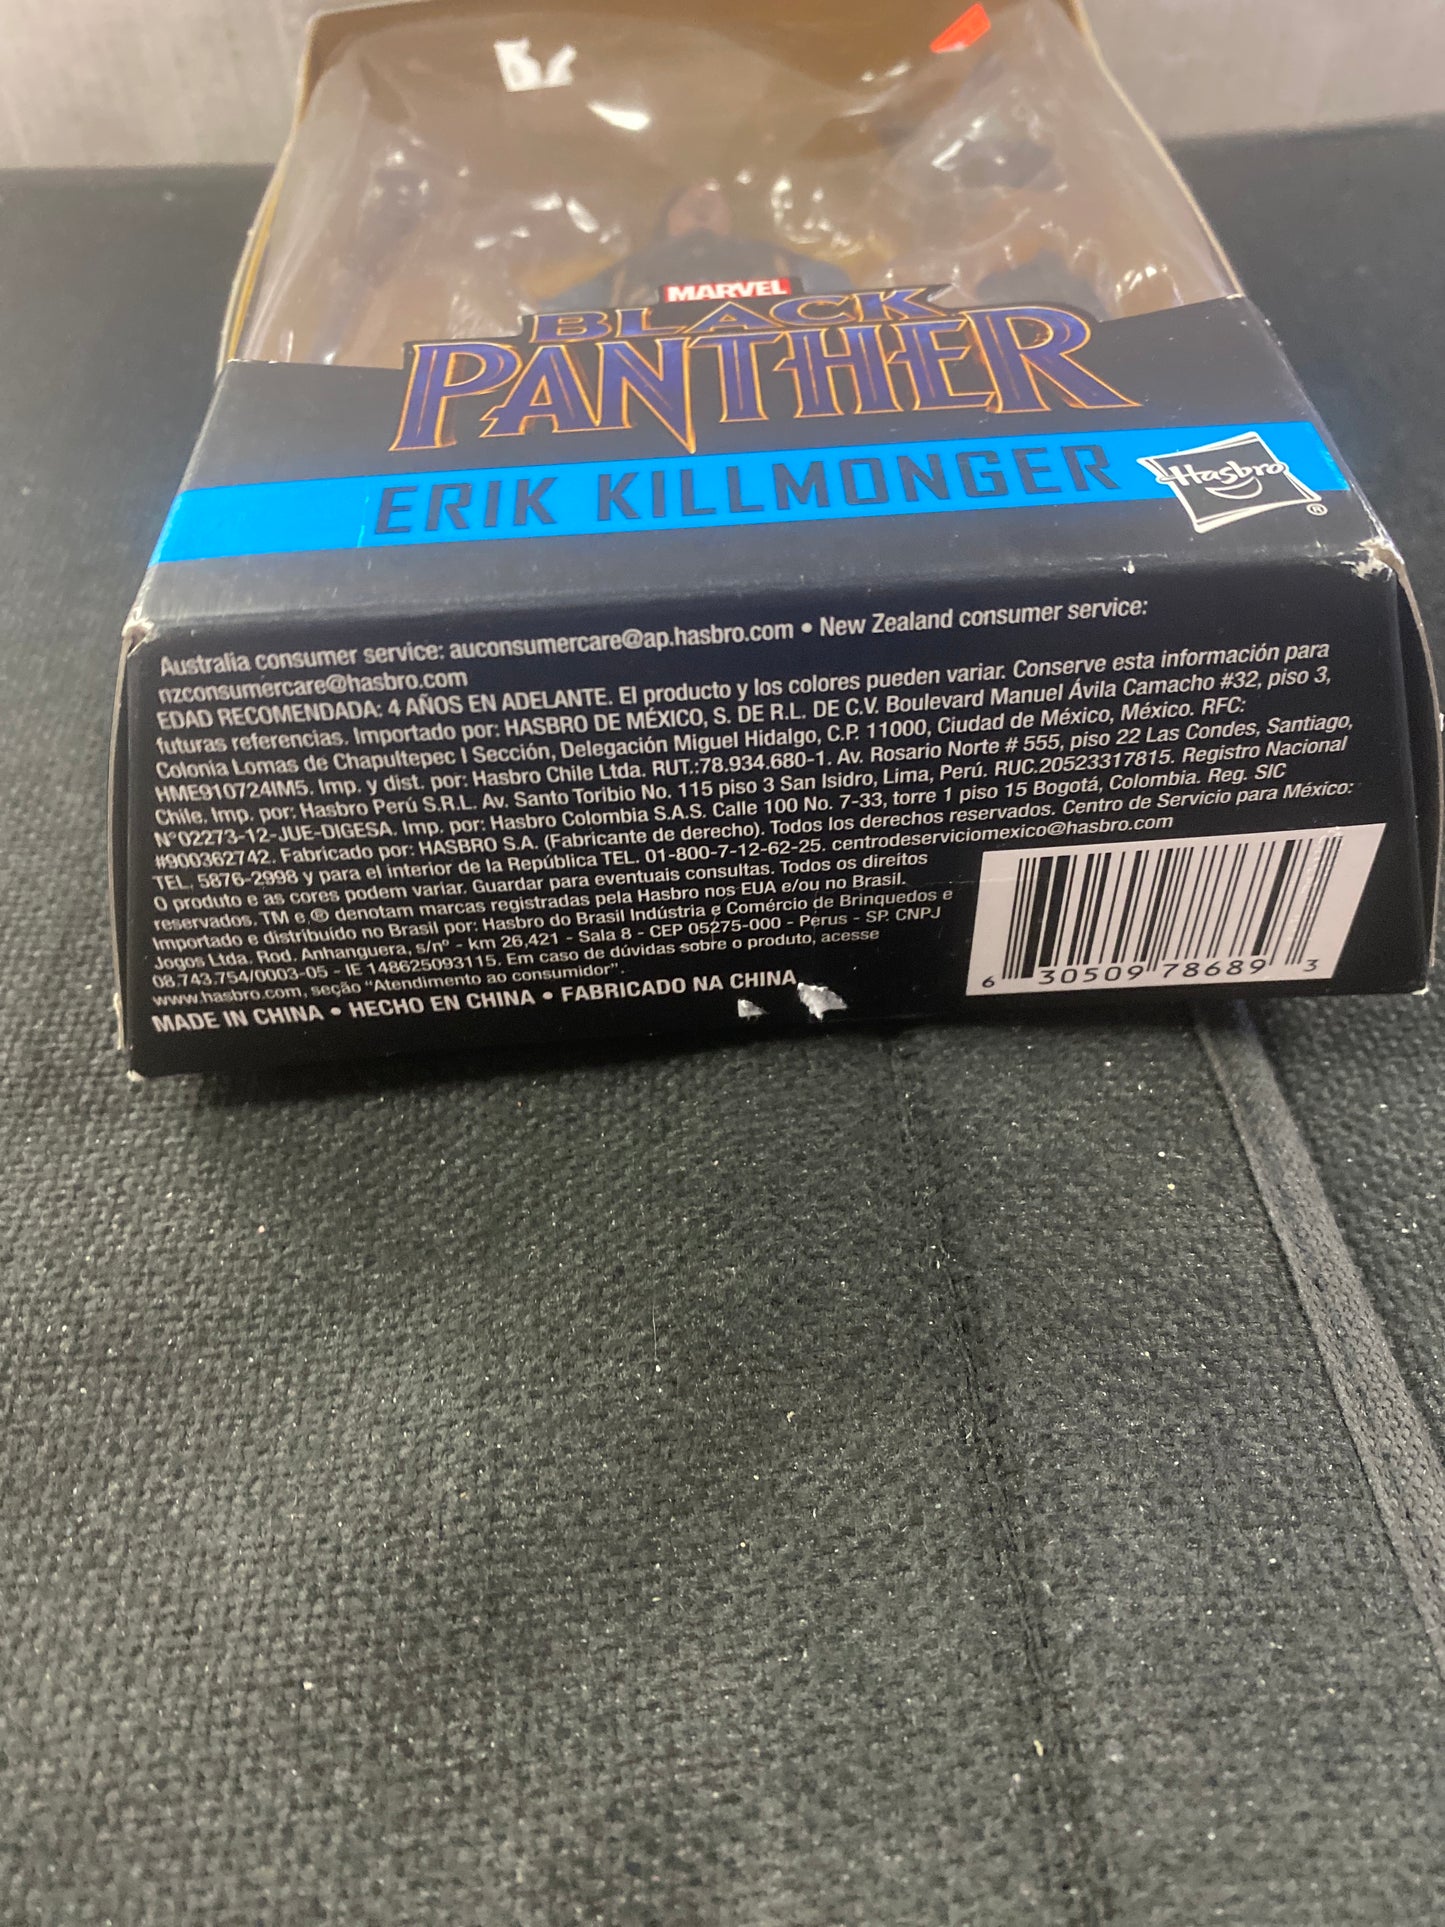 MARVEL
BLACK
PANTHER
ERIK KILLMONGER
Hasbro ®
Australia consumer service: auconsumercare@ap.hasbro.com • New Zealand consumer service:
nzconsumercare@hasbro.com
EDAD RECOMENDADA: 4 AÑOS EN ADELANTE. El producto y los colores pueden variar. Conserve esta información para
futuras referencias. Importado por: HASBRO DE MÉXICO, S. DE R.L. DE C.V. Boulevard Manuel Ávila Camacho #32, piso 3,
Colonia Lomas de Chapultepec I Sección, Delegación Miguel Hidalgo, C.P. 11000, Ciudad de México, México. RFC:
HME910724IM5. Imp. y dist. por: Hasbro Chile Ltda. RUT.:78.934.680-1. Av. Rosario Norte # 555, piso 22 Las Condes, Santiago,
Chile. Imp. por: Hasbro Perú S.R.L. Av. Santo Toribio No. 115 piso 3 San Isidro, Lima, Perú. RUC.20523317815. Registro Nacional
N°02273-12-JUE-DIGESA. Imp. por: Hasbro Colombia S.A.S. Calle 100 No. 7-33, torre 1 piso 15 Bogotá, Colombia. Reg. SIC
#900362742. Fabricado por: HASBRO S.A. (Fabricante de derecho). Todos los derechos reservados. Centro de Servicio para México:
TEL. 5876-2998 y para el interior de la República TEL. 01-800-7-12-62-25. centrodeserviciomexico@hasbro.com
O produto e as cores podem variar. Guardar para eventuais consultas. Todos os direitos
reservados. TM e ® denotam marcas registradas pela Hasbro nos EUA e/ou no Brasil.
Importado e distribuído no Brasil por: Hasbro do Brasil Indústria e Comércio de Brinquedos e
Jogos Ltda. Rod. Anhanguera, s/nº - km 26,421 - Sala 8 - CEP 05275-000 - Perus - SP. CNPJ
08.743.754/0003-05 - IE 148625093115. Em caso de dúvidas sobre o produto, acesse
www.hasbro.com, seção "Atendimento ao consumidor".
MADE IN CHINA • HECHO EN CHINA • FABRICADO NA CHINA
6 30509 78689 3